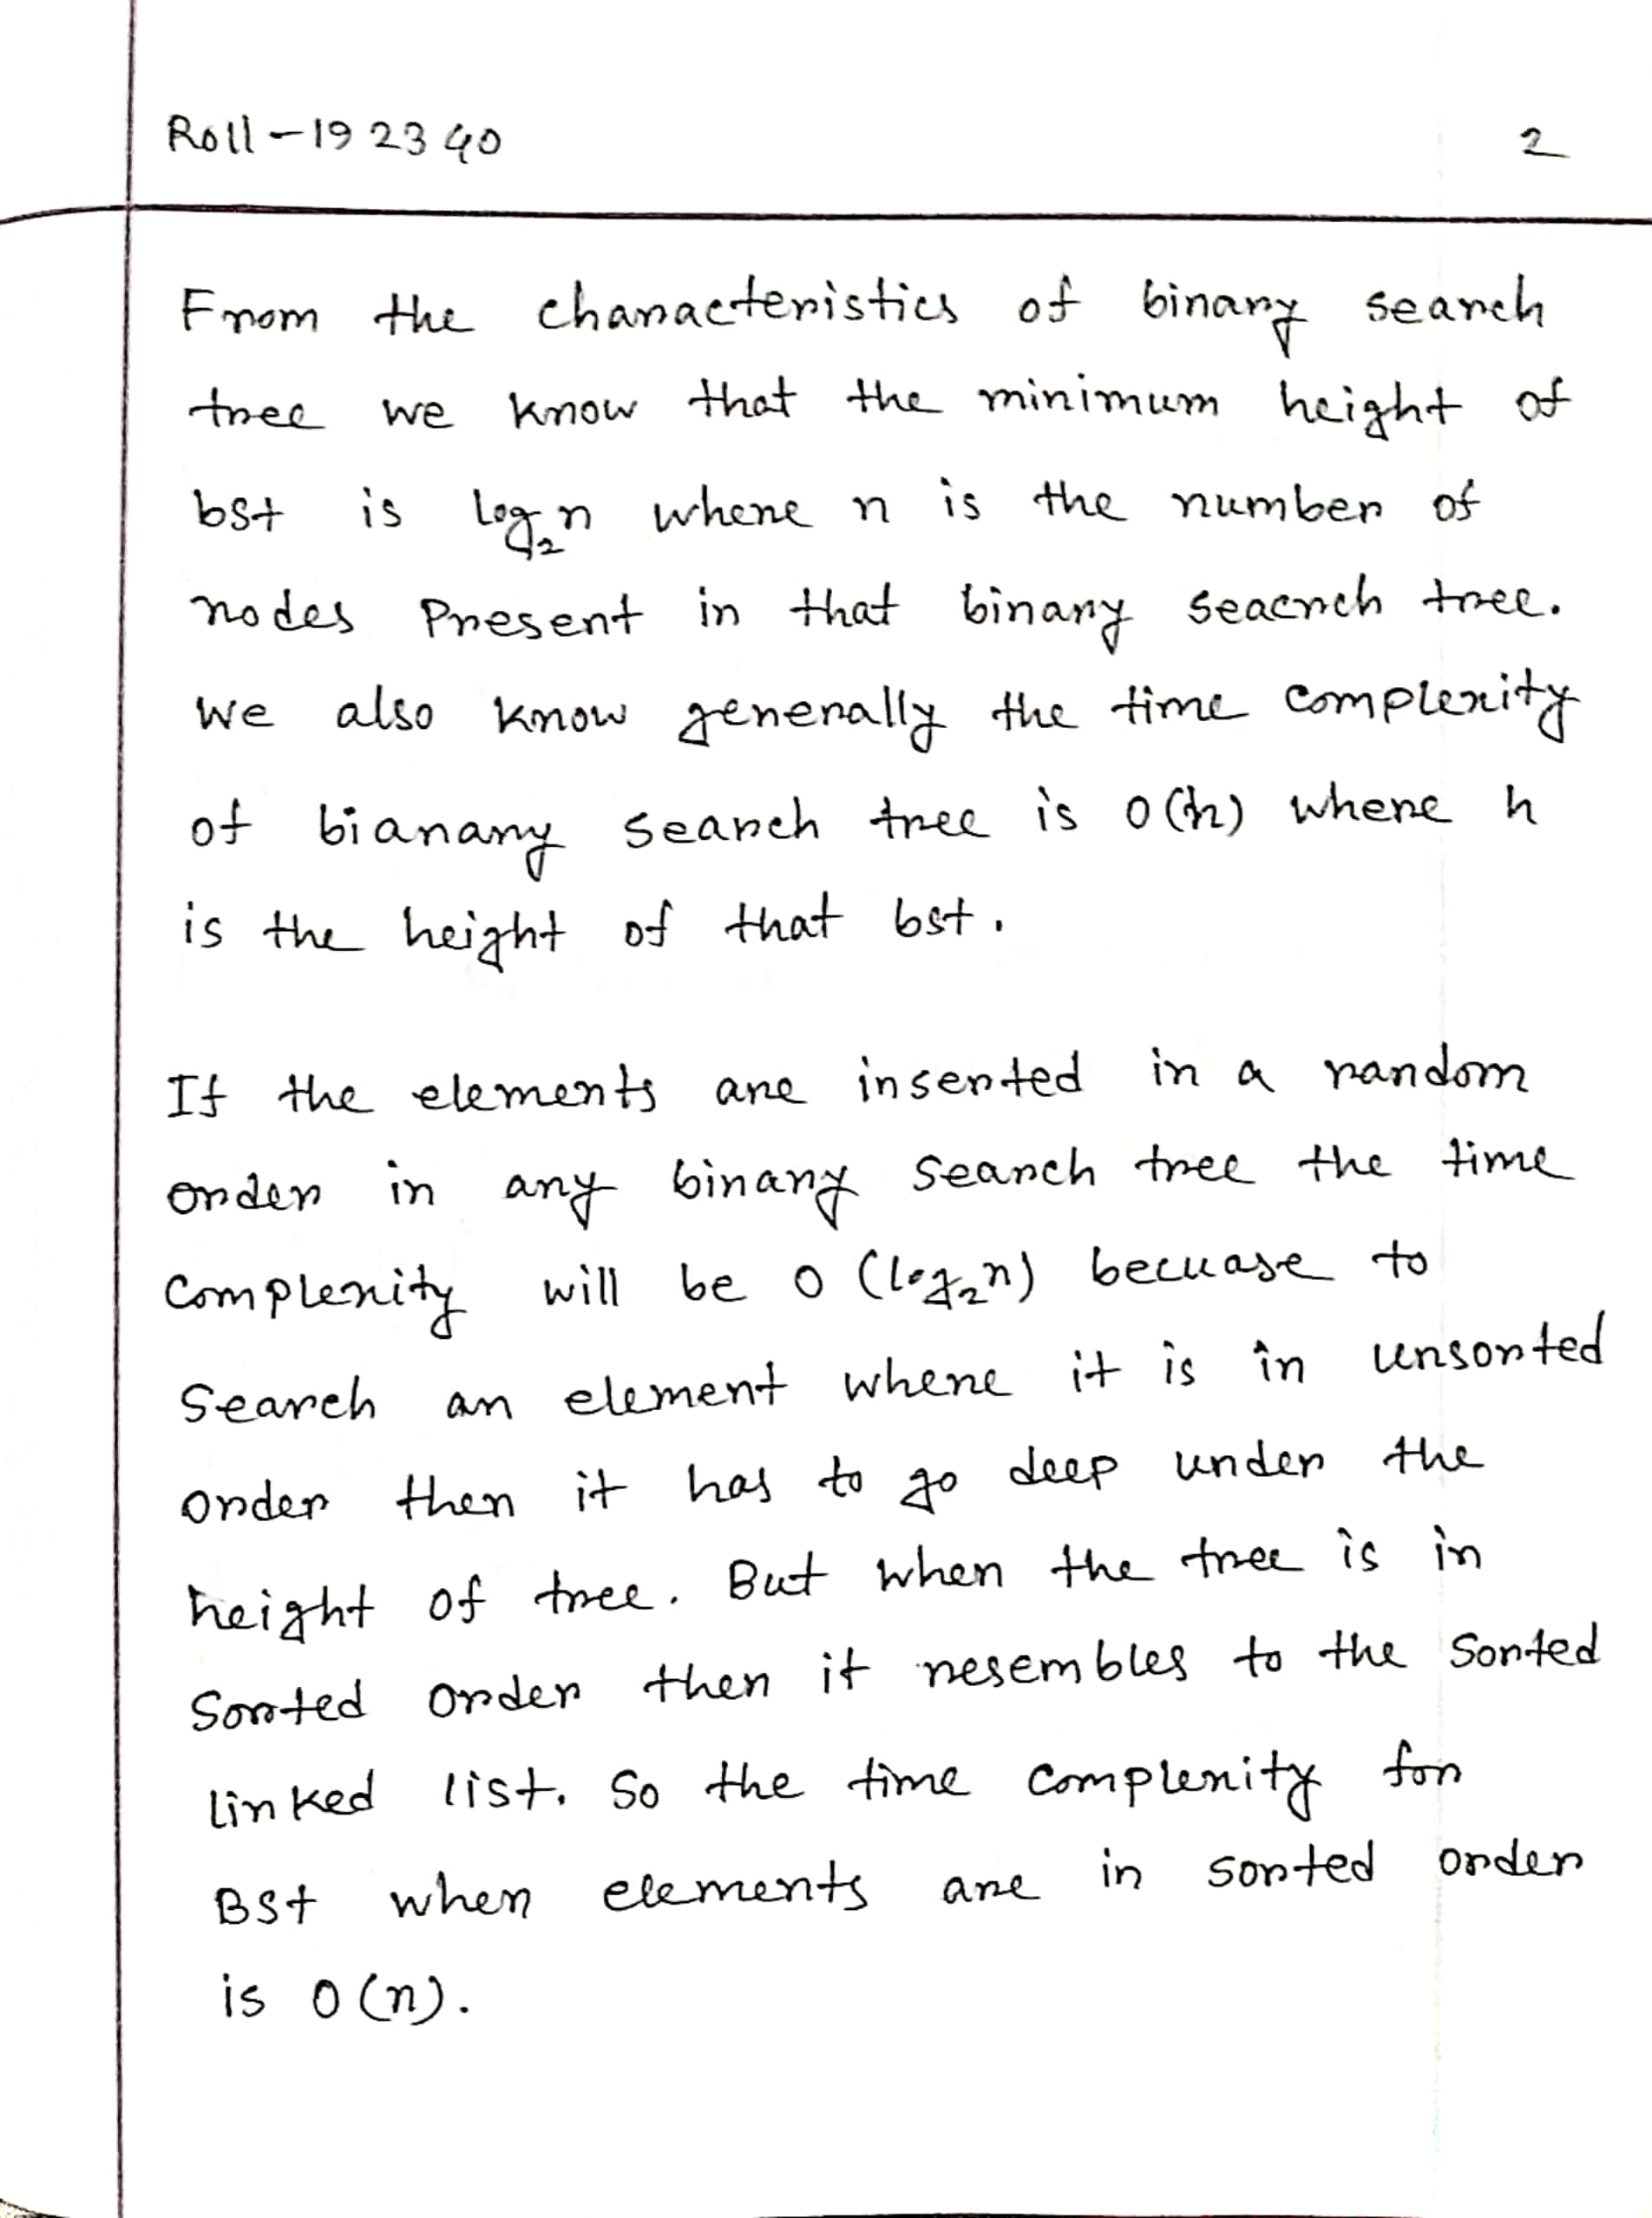 Roll-192340
2
From the characteristics of binary search
tree we know that the minimum height of
bst is log₂n where n is the number of
nodes Present in that binary seacrch tree.
we also know generally the time complexity
of bianary search tree is O(h) where h
is the height of that bst.
If the elements are inserted in a random
order in any binary search tree the time
complexity will be O (log₂n) becuase to
search an element where it is in unsorted
order then it has to go deep under the
height of tree. But when the tree is in
sorted order then it resembles to the sorted
linked list. So the time complexity for
BSt when elements are in sorted order
is O(n).